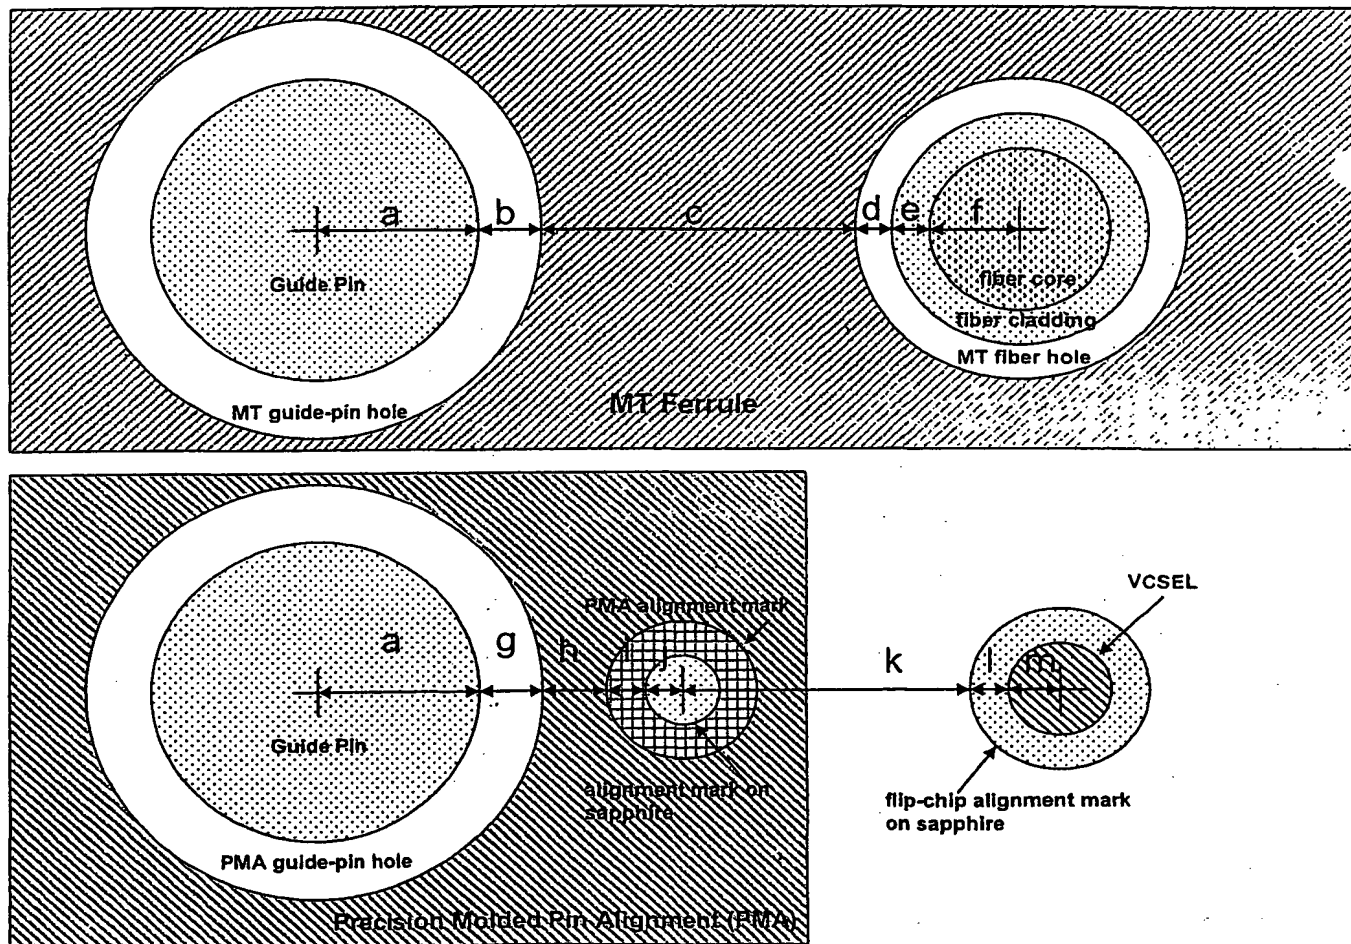 a b c d e f
Guide Pin
fiber core
fiber cladding
MT fiber hole
MT guide-pin hole
MT Ferrule
VCSEL
PMA alignment mark
a g h i j k l m
Guide Pin
alignment mark on
sapphire
flip-chip alignment mark
on sapphire
PMA guide-pin hole
Precision Molded Pin Alignment (PMA)